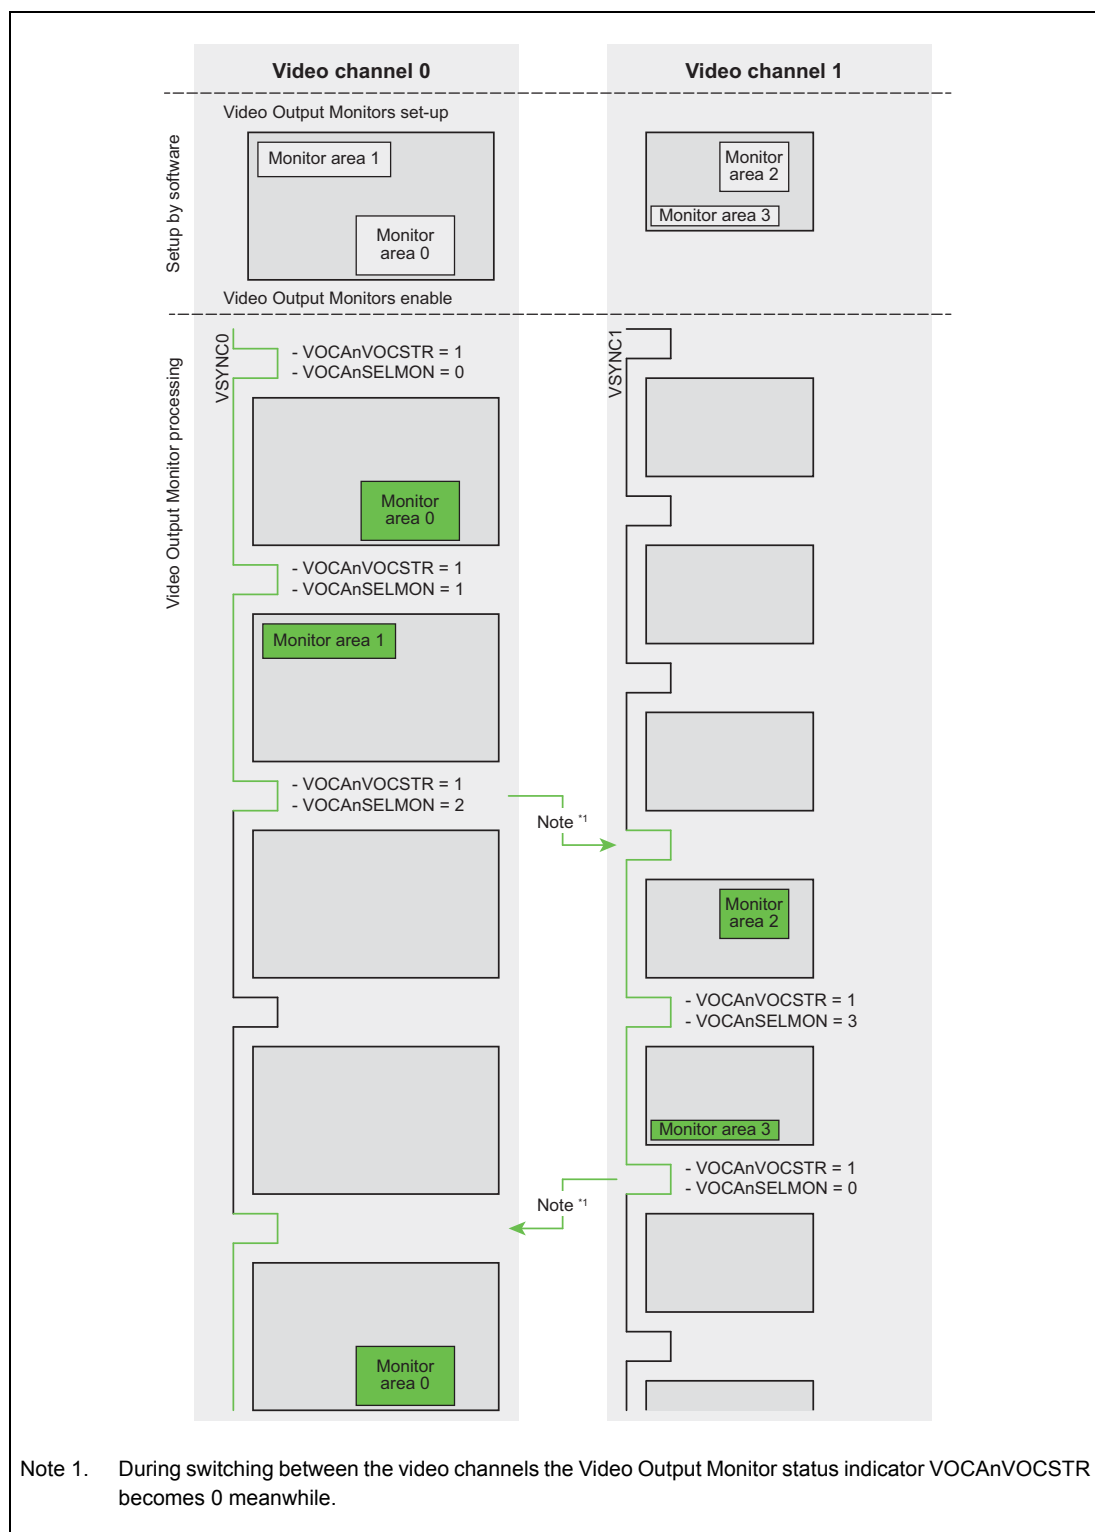 Video channel 0
Video channel 1
Video Output Monitors set-up
Setup by software
Monitor area 1
Monitor
area 0
Monitor
area 2
Monitor area 3
Video Output Monitors enable
Video Output Monitor processing
VSYNC0
- VOCAnVOCSTR = 1
- VOCAnSELMON = 0
VSYNC1
Monitor
area 0
- VOCAnVOCSTR = 1
- VOCAnSELMON = 1
Monitor area 1
- VOCAnVOCSTR = 1
- VOCAnSELMON = 2
Note *1
Monitor
area 2
- VOCAnVOCSTR = 1
- VOCAnSELMON = 3
Monitor area 3
- VOCAnVOCSTR = 1
- VOCAnSELMON = 0
Note *1
Monitor
area 0
Note 1. During switching between the video channels the Video Output Monitor status indicator VOCAnVOCSTR
becomes 0 meanwhile.